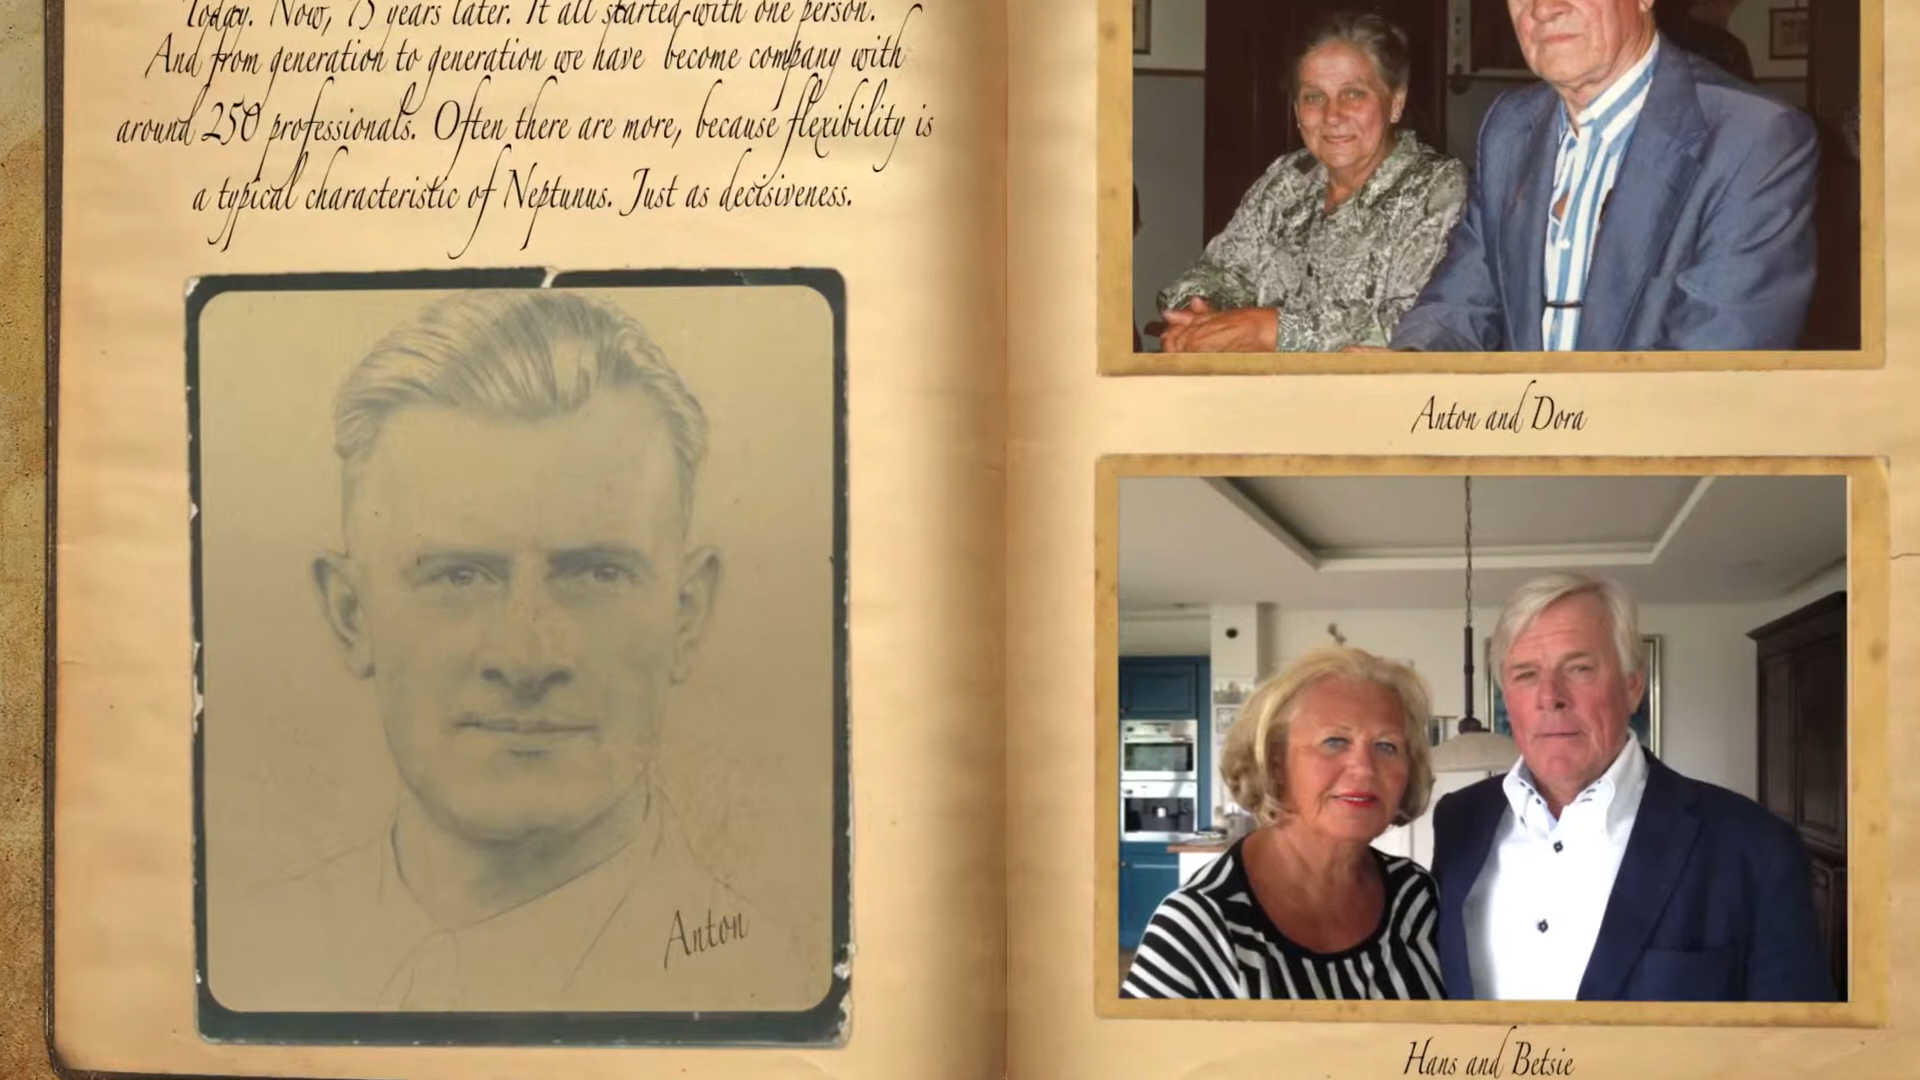 Today. Now, 75 years later. It all started with one person.
And from generation to generation we have become company with
around 250 professionals. Often there are more, because flexibility is
a typical characteristic of Neptunus. Just as decisiveness.
Anton
Anton and Dora
Hans and Betsie